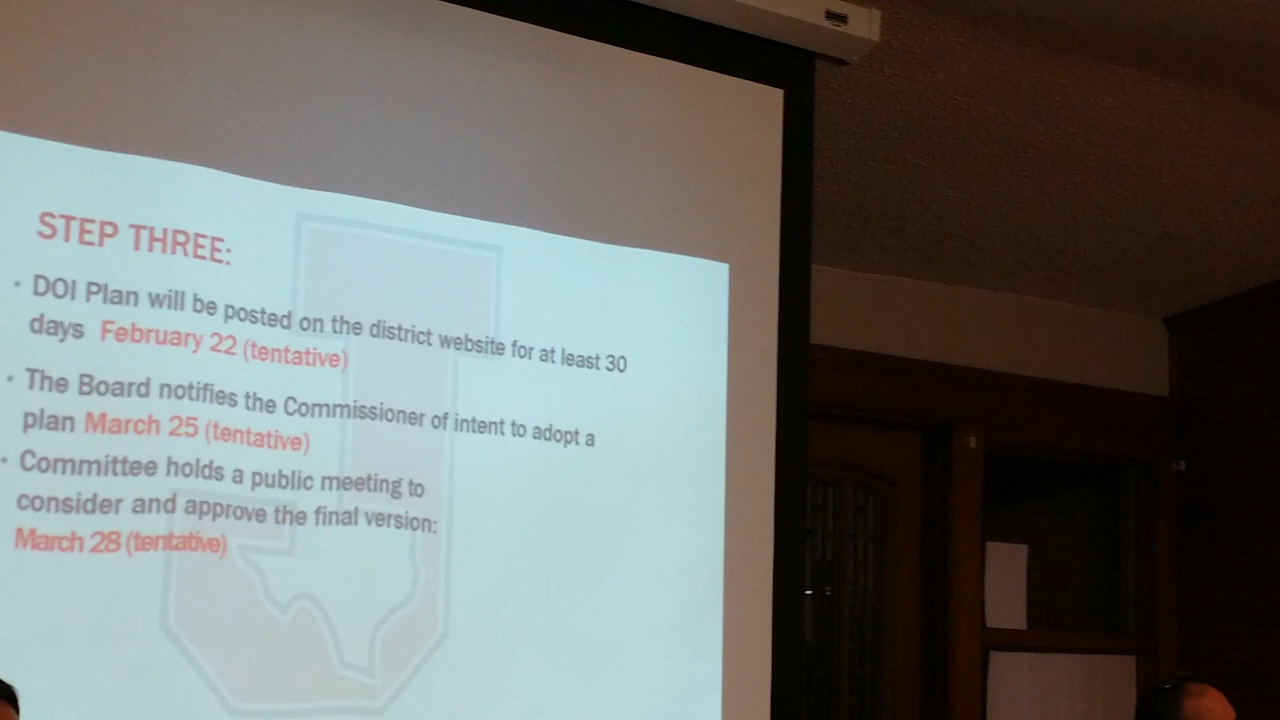 STEP THREE:
• DOI Plan will be posted on the district website for at least 30
days February 22 (tentative)
• The Board notifies the Commissioner of intent to adopt a
plan March 25 (tentative)
• Committee holds a public meeting to
consider and approve the final version:
March 28 (tentative)